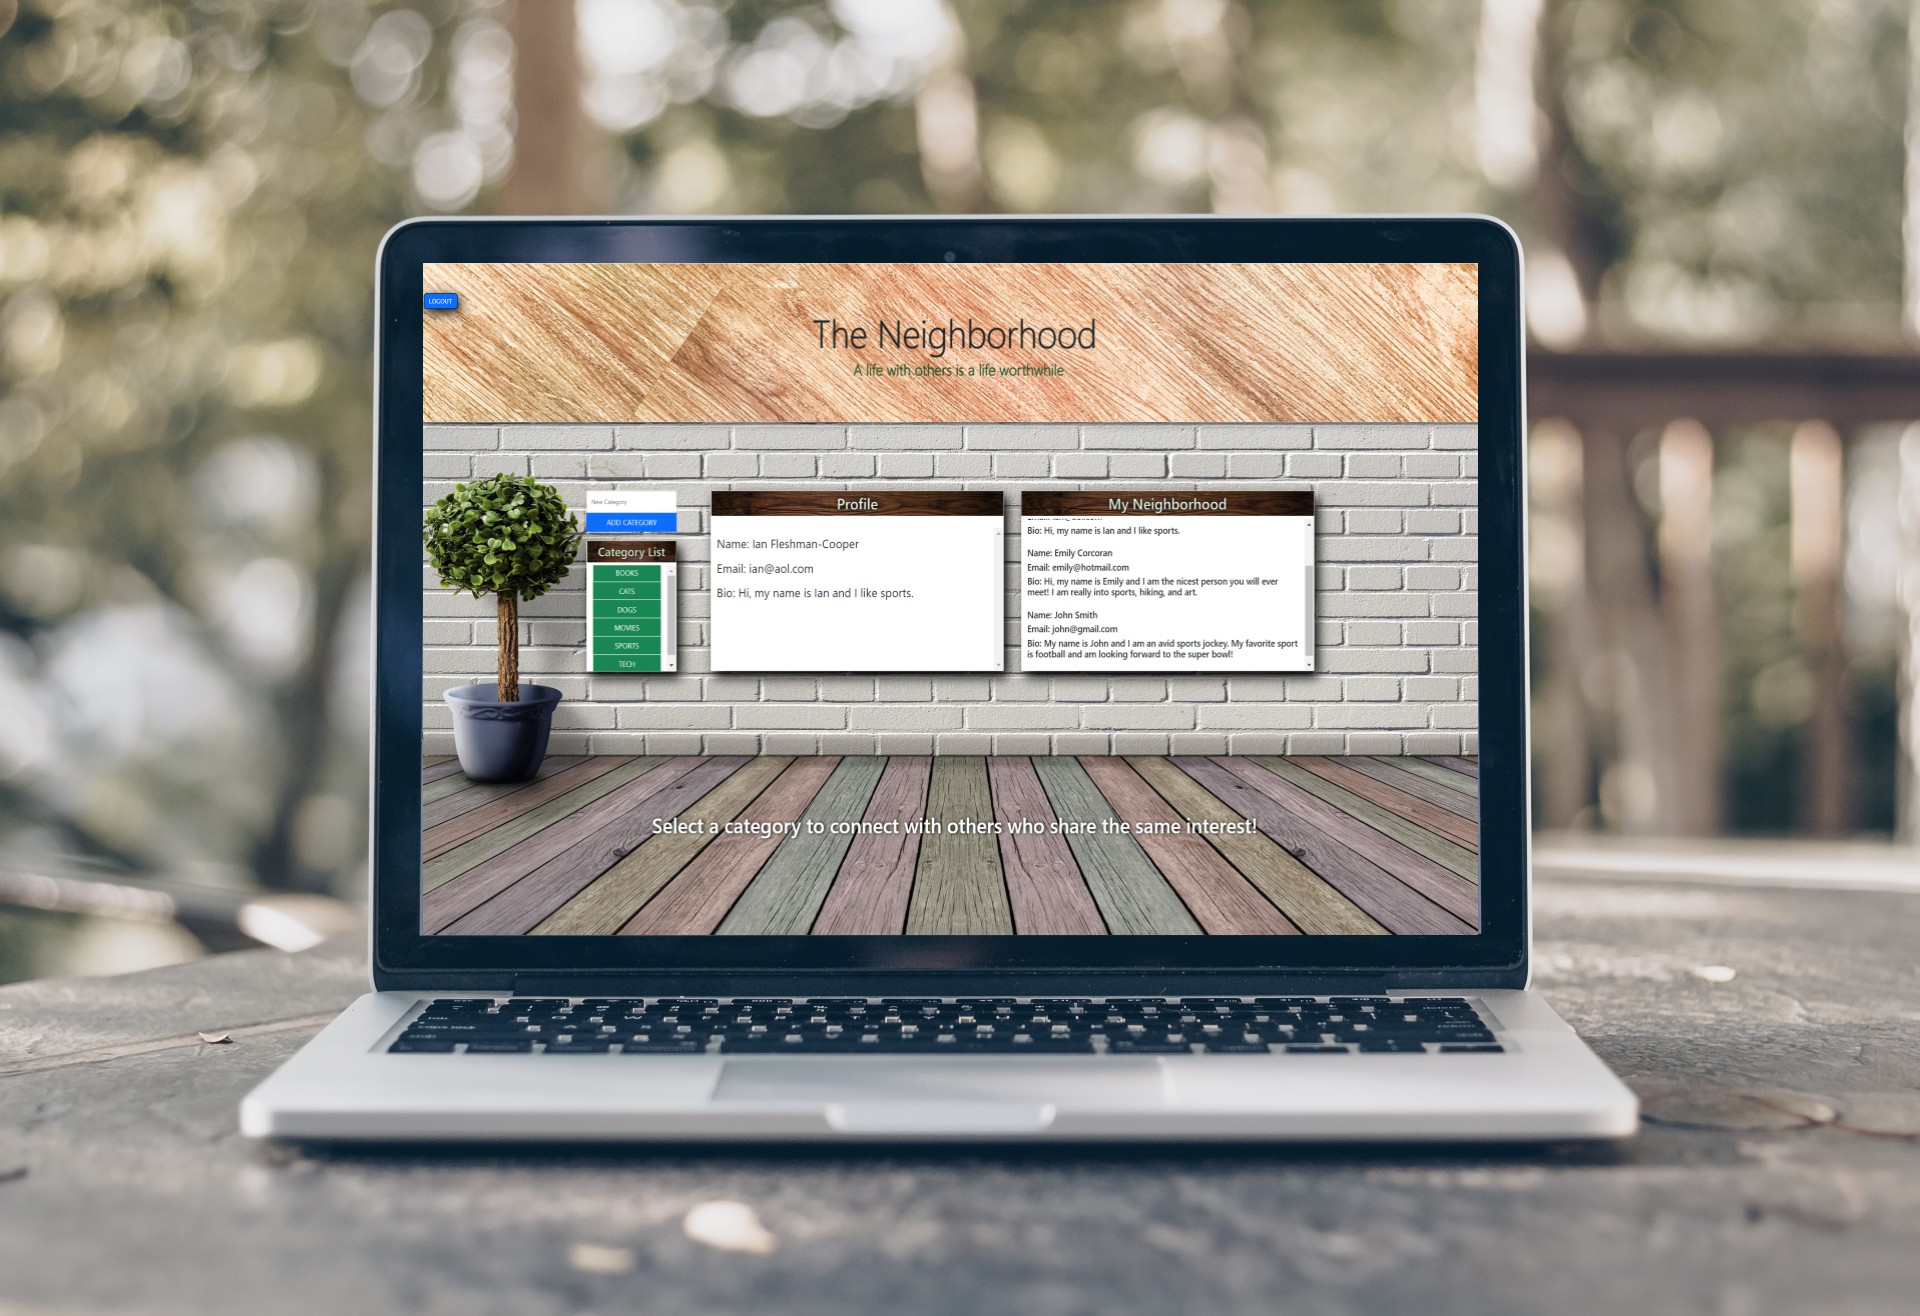 LOGOUT
The Neighborhood
A life with others is a life worthwhile
New Category
ADD CATEGORY
Category List
BOOKS
CATS
DOGS
MOVIES
SPORTS
TECH
Profile
Name: Ian Fleshman-Cooper
Email: ian@aol.com
Bio: Hi, my name is Ian and I like sports.
My Neighborhood
Bio: Hi, my name is Ian and I like sports.
Name: Emily Corcoran
Email: emily@hotmail.com
Bio: Hi, my name is Emily and I am the nicest person you will ever
meet! I am really into sports, hiking, and art.
Name: John Smith
Email: john@gmail.com
Bio: My name is John and I am an avid sports jockey. My favorite sport
is football and am looking forward to the super bowl!
Select a category to connect with others who share the same interest!